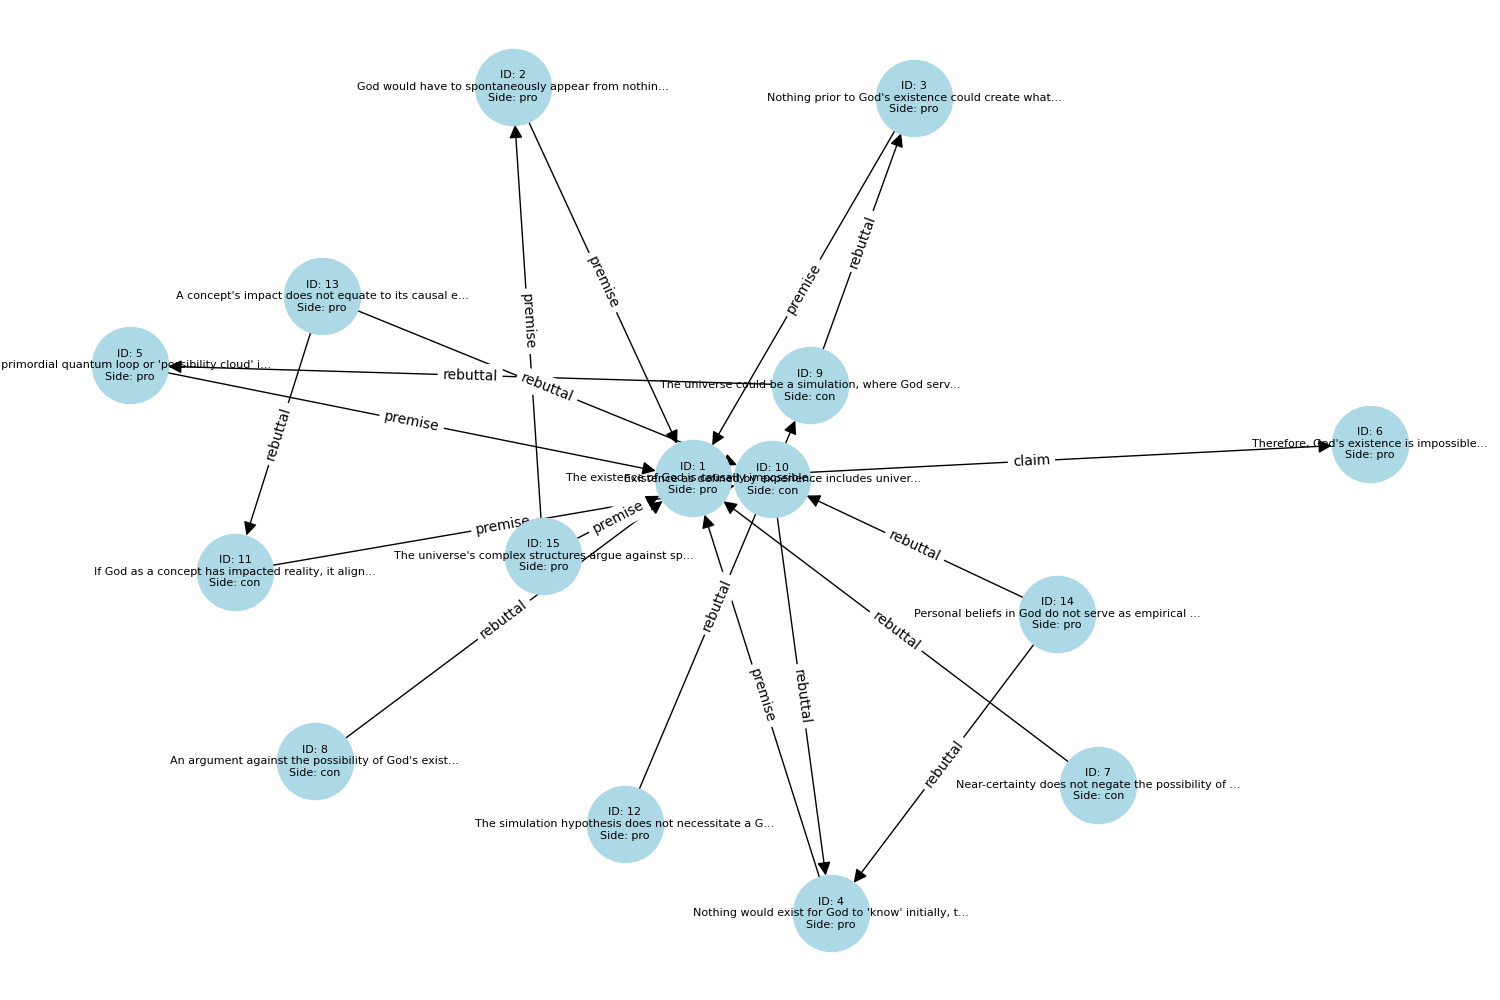 ID: 2
God would have to spontaneously appear from nothin...
Side: pro
ID: 3
Nothing prior to God's existence could create what...
Side: pro
premise
rebuttal
premise
ID: 13
A concept's impact does not equate to its causal e...
Side: pro
premise
ID: 5
primordial quantum loop or 'possibility cloud' i...
Side: pro
rebuttal
rebuttal
ID: 9
The universe could be a simulation, where God serv...
Side: con
premise
rebuttal
ID: 6
Therefore, God's existence is impossible...
Side: pro
claim
ID: 1
The existence of God is causally impossible
Side: pro
ID: 10
Existence as defined by experience includes univer...
Side: con
premise
premise
ID: 15
The universe's complex structures argue against sp...
Side: pro
rebuttal
ID: 11
If God as a concept has impacted reality, it align...
Side: con
rebuttal
rebuttal
rebuttal
ID: 14
Personal beliefs in God do not serve as empirical ...
Side: pro
premise
rebuttal
rebuttal
ID: 8
An argument against the possibility of God's exist...
Side: con
ID: 7
Near-certainty does not negate the possibility of ...
Side: con
ID: 12
The simulation hypothesis does not necessitate a G...
Side: pro
ID: 4
Nothing would exist for God to 'know' initially, t...
Side: pro